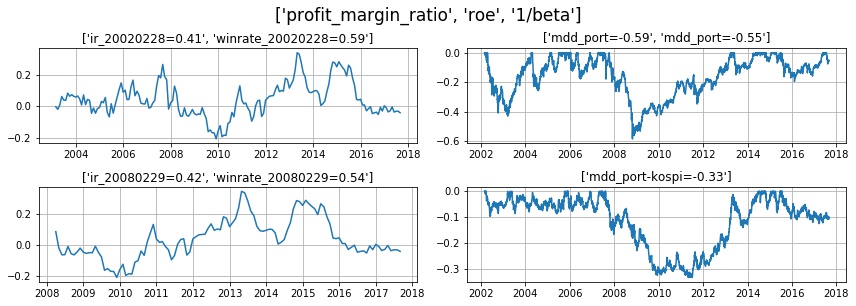 ['profit_margin_ratio', 'roe', '1/beta']
['ir_20020228=0.41', 'winrate_20020228=0.59']
0.2
0.0
−0.2
2004 2006 2008 2010 2012 2014 2016 2018
['mdd_port=-0.59', 'mdd_port=-0.55']
0.0
−0.2
−0.4
−0.6
2002 2004 2006 2008 2010 2012 2014 2016 2018
['ir_20080229=0.42', 'winrate_20080229=0.54']
0.2
0.0
−0.2
2008 2009 2010 2011 2012 2013 2014 2015 2016 2017 2018
['mdd_port-kospi=-0.33']
0.0
−0.1
−0.2
−0.3
2002 2004 2006 2008 2010 2012 2014 2016 2018